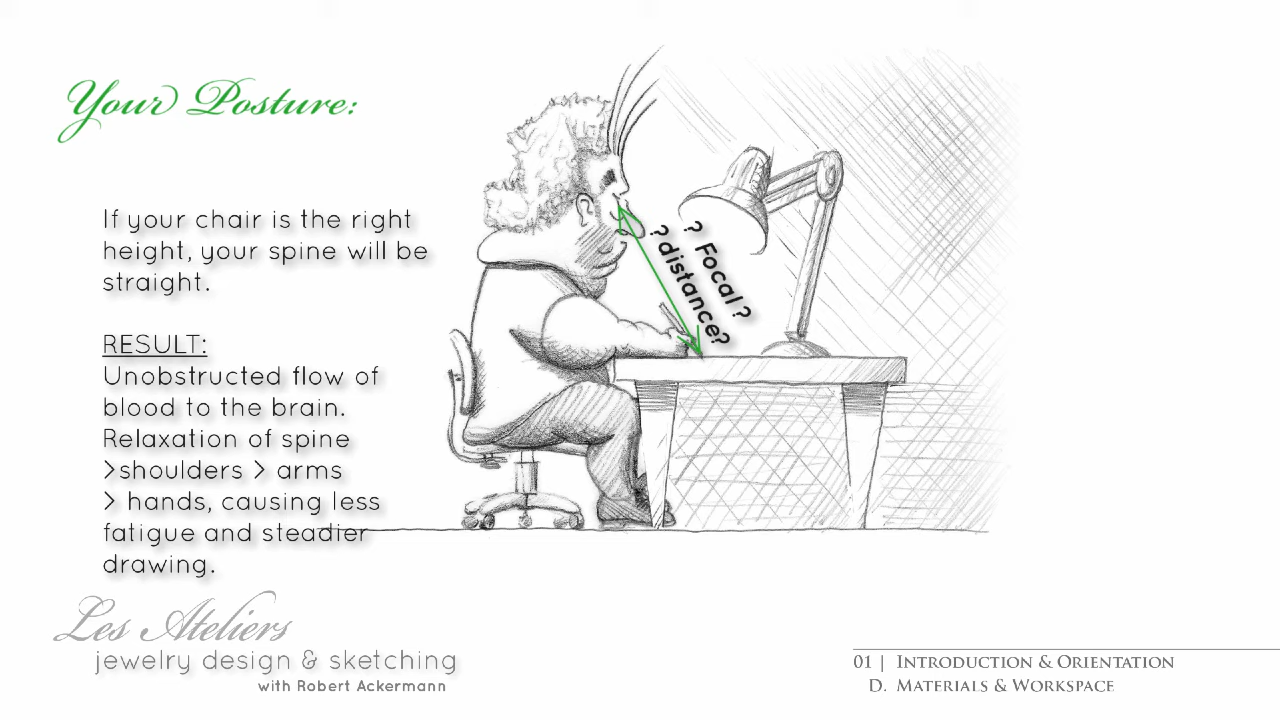 Your Posture:
If your chair is the right
height, your spine will be
straight.
RESULT:
Unobstructed flow of
blood to the brain.
Relaxation of spine
>shoulders > arms
> hands, causing less
fatigue and steadier
drawing.
? Focal ?
? distance?
Les Ateliers
jewelry design & sketching
with Robert Ackermann
01 | Introduction & Orientation
D. Materials & Workspace